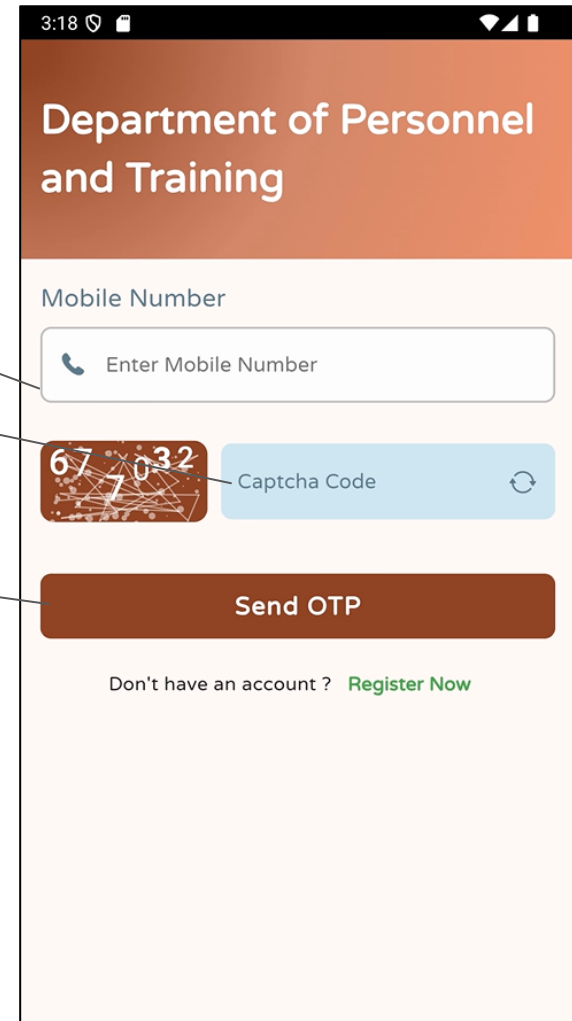 3:18
Department of Personnel
and Training
Mobile Number
Enter Mobile Number
677032
Captcha Code
Send OTP
Don't have an account ? Register Now